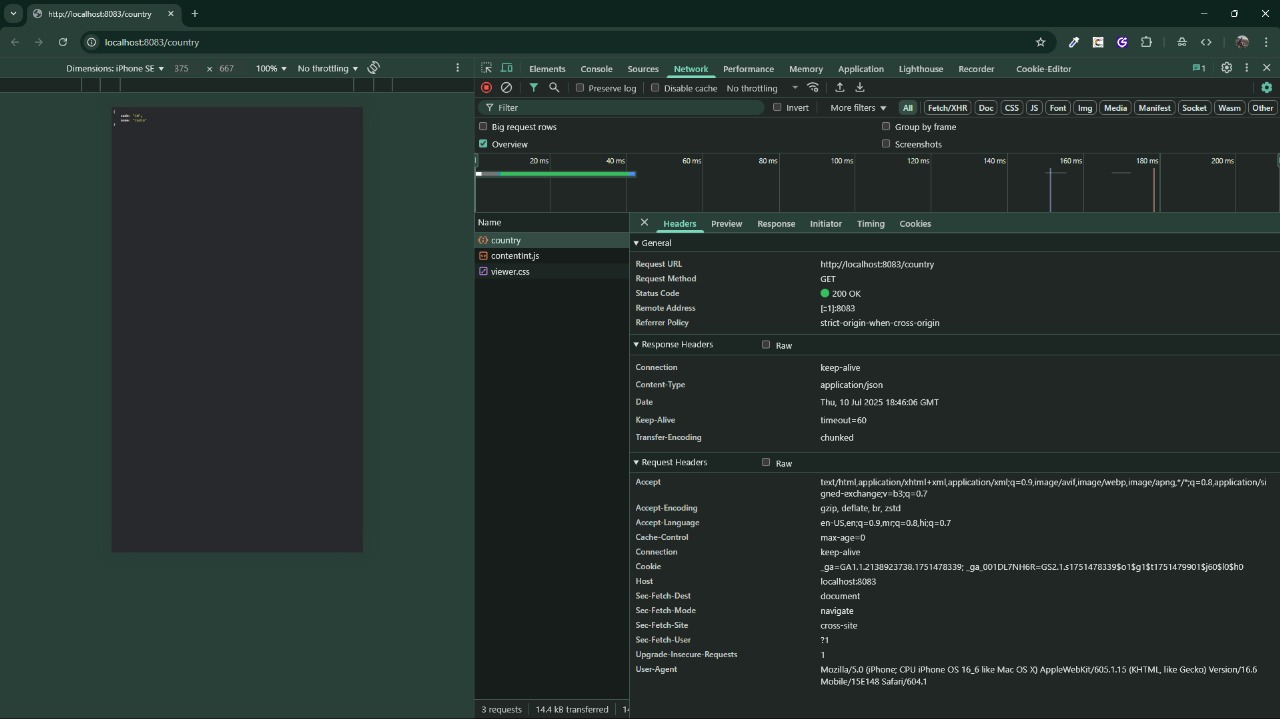 http://localhost:8083/country
localhost:8083/country
Dimensions: iPhone SE 375 × 667 100% No throttling
Elements Console Sources Network Performance Memory Application Lighthouse Recorder Cookie-Editor 1
Preserve log Disable cache No throttling
Filter Invert More filters All Fetch/XHR Doc CSS JS Font Img Media Manifest Socket Wasm Other
Big request rows Group by frame
Overview Screenshots
20 ms 40 ms 60 ms 80 ms 100 ms 120 ms 140 ms 160 ms 180 ms 200 ms
Name
country
contentInt.js
viewer.css
Headers Preview Response Initiator Timing Cookies
General
Request URL http://localhost:8083/country
Request Method GET
Status Code 200 OK
Remote Address [::1]:8083
Referrer Policy strict-origin-when-cross-origin
Response Headers Raw
Connection keep-alive
Content-Type application/json
Date Thu, 10 Jul 2025 18:46:06 GMT
Keep-Alive timeout=60
Transfer-Encoding chunked
Request Headers Raw
Accept text/html,application/xhtml+xml,application/xml;q=0.9,image/avif,image/webp,image/apng,*/*;q=0.8,application/si
gned-exchange;v=b3;q=0.7
Accept-Encoding gzip, deflate, br, zstd
Accept-Language en-US,en;q=0.9,mr;q=0.8,hi;q=0.7
Cache-Control max-age=0
Connection keep-alive
Cookie _ga=GA1.1.2138923738.1751478339; _ga_001DL7NH6R=GS2.1.s1751478339$o1$g1$t1751479901$j60$l0$h0
Host localhost:8083
Sec-Fetch-Dest document
Sec-Fetch-Mode navigate
Sec-Fetch-Site cross-site
Sec-Fetch-User ?1
Upgrade-Insecure-Requests 1
User-Agent Mozilla/5.0 (iPhone; CPU iPhone OS 16_6 like Mac OS X) AppleWebKit/605.1.15 (KHTML, like Gecko) Version/16.6
Mobile/15E148 Safari/604.1
3 requests 14.4 kB transferred